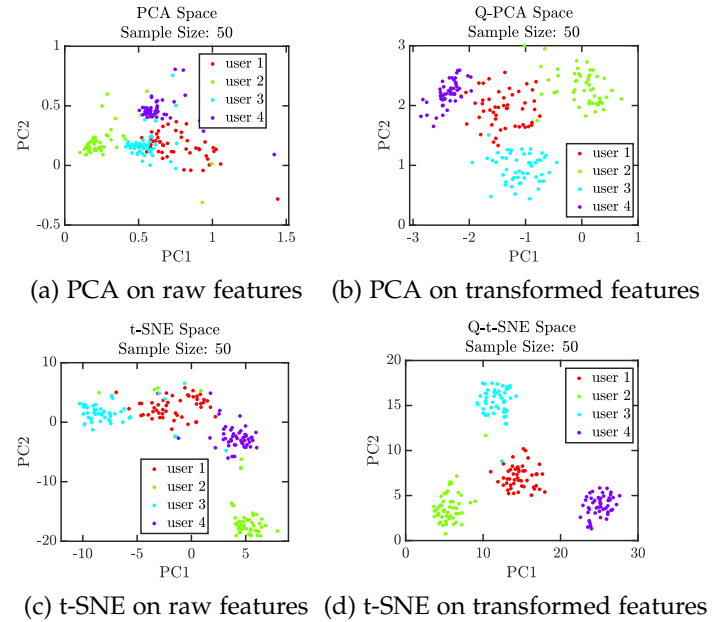 PCA Space
Sample Size: 50
1
0.5
0
-0.5
PC2
0
0.5
1
1.5
PC1
user 1
user 2
user 3
user 4
(a) PCA on raw features
Q-PCA Space
Sample Size: 50
3
2
1
0
PC2
-3
-2
-1
0
1
PC1
user 1
user 2
user 3
user 4
(b) PCA on transformed features
t-SNE Space
Sample Size: 50
10
0
-10
-20
PC2
-10
-5
0
5
PC1
user 1
user 2
user 3
user 4
(c) t-SNE on raw features
Q-t-SNE Space
Sample Size: 50
20
15
10
5
0
PC2
0
10
20
30
PC1
user 1
user 2
user 3
user 4
(d) t-SNE on transformed features